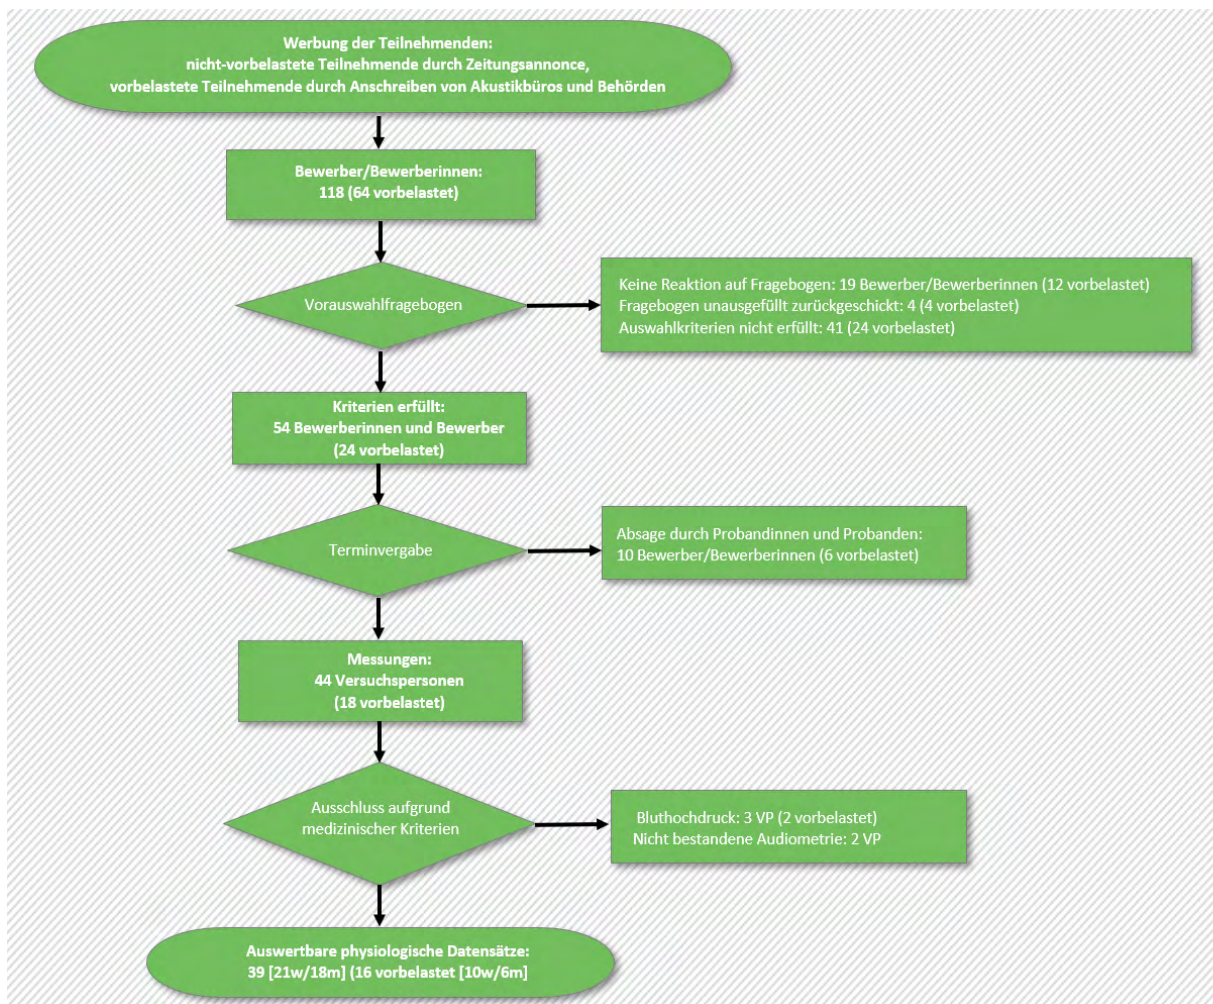 Werbung der Teilnehmenden:
nicht-vorbelastete Teilnehmende durch Zeitungsannonce,
vorbelastete Teilnehmende durch Anschreiben von Akustikbüros und Behörden
Bewerber/Bewerberinnen:
118 (64 vorbelastet)
Vorauswahlfragebogen
Keine Reaktion auf Fragebogen: 19 Bewerber/Bewerberinnen (12 vorbelastet)
Fragebogen unausgefüllt zurückgeschickt: 4 (4 vorbelastet)
Auswahlkriterien nicht erfüllt: 41 (24 vorbelastet)
Kriterien erfüllt:
54 Bewerberinnen und Bewerber
(24 vorbelastet)
Terminvergabe
Absage durch Probandinnen und Probanden:
10 Bewerber/Bewerberinnen (6 vorbelastet)
Messungen:
44 Versuchspersonen
(18 vorbelastet)
Ausschluss aufgrund
medizinischer Kriterien
Bluthochdruck: 3 VP (2 vorbelastet)
Nicht bestandene Audiometrie: 2 VP
Auswertbare physiologische Datensätze:
39 [21w/18m] (16 vorbelastet [10w/6m]